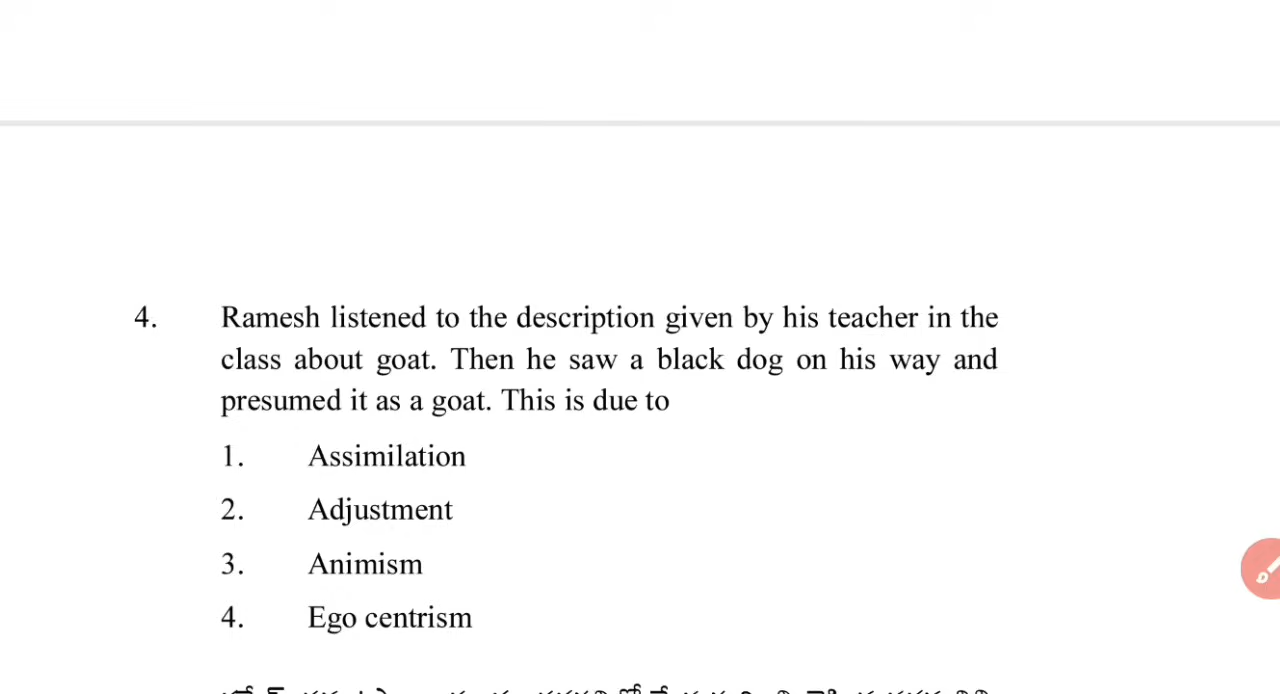 4. Ramesh listened to the description given by his teacher in the
class about goat. Then he saw a black dog on his way and
presumed it as a goat. This is due to
1. Assimilation
2. Adjustment
3. Animism
4. Ego centrism